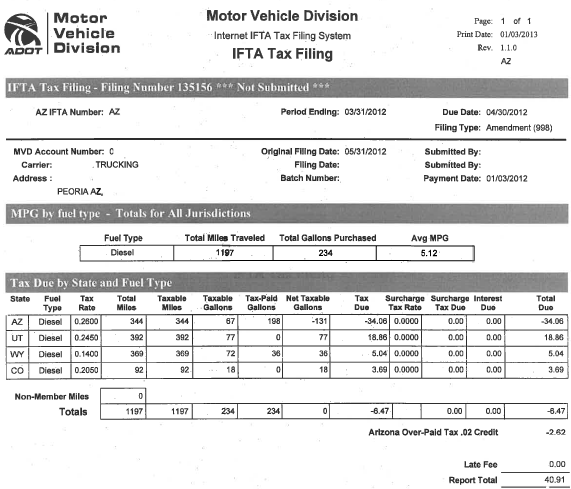 Motor Vehicle Division
ADOT
Motor Vehicle Division
Internet IFTA Tax Filing System
IFTA Tax Filing
Page: 1 of 1
Print Date: 01/03/2013
Rev. 1.1.0
AZ
IFTA Tax Filing - Filing Number 135156 *** Not Submitted ***
AZ IFTA Number: AZ Period Ending: 03/31/2012 Due Date: 04/30/2012
Filing Type: Amendment (998)
MVD Account Number: 0 Original Filing Date: 05/31/2012 Submitted By:
Carrier: . TRUCKING Filing Date: Submitted By:
Address : Batch Number: Payment Date: 01/03/2012
PEORIA AZ,
MPG by fuel type - Totals for All Jurisdictions
Fuel Type Total Miles Traveled Total Gallons Purchased Avg MPG
Diesel 1197 234 5.12
Tax Due by State and Fuel Type
State Fuel Type Tax Rate Total Miles Taxable Miles Taxable Gallons Tax-Paid Gallons Net Taxable Gallons Tax Due Surcharge Tax Rate Surcharge Tax Due Interest Due Total Due
AZ Diesel 0.2600 344 344 67 198 -131 -34.06 0.0000 0.00 0.00 -34.06
UT Diesel 0.2450 392 392 77 0 77 18.86 0.0000 0.00 0.00 18.86
WY Diesel 0.1400 369 369 72 36 36 5.04 0.0000 0.00 0.00 5.04
CO Diesel 0.2050 92 92 18 0 18 3.69 0.0000 0.00 0.00 3.69
Non-Member Miles 0
Totals 1197 1197 234 234 0 -6.47 0.00 0.00 -6.47
Arizona Over-Paid Tax .02 Credit -2.62
Late Fee 0.00
Report Total 40.91